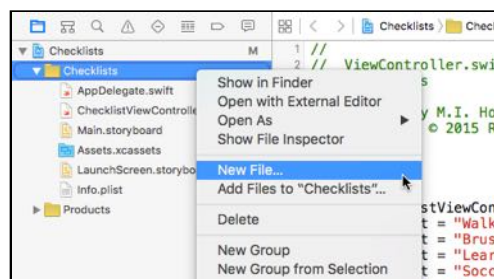 Checklists
Chec
Checklists M
1 //
Checklists
2 // ViewController.swi
AppDelegate.swift
s
ChecklistViewControlle
Main.storyboard
Assets.xcassets
LaunchScreen.storybo
Info.plist
Products
Show in Finder
Open with External Editor
Open As
Show File Inspector
New File...
Add Files to “Checklists”...
Delete
New Group
New Group from Selection
y M.I. Ho
© 2015 R
stViewCon
t = "Walk
t = "Brus
t = "Lear
t = "Socc